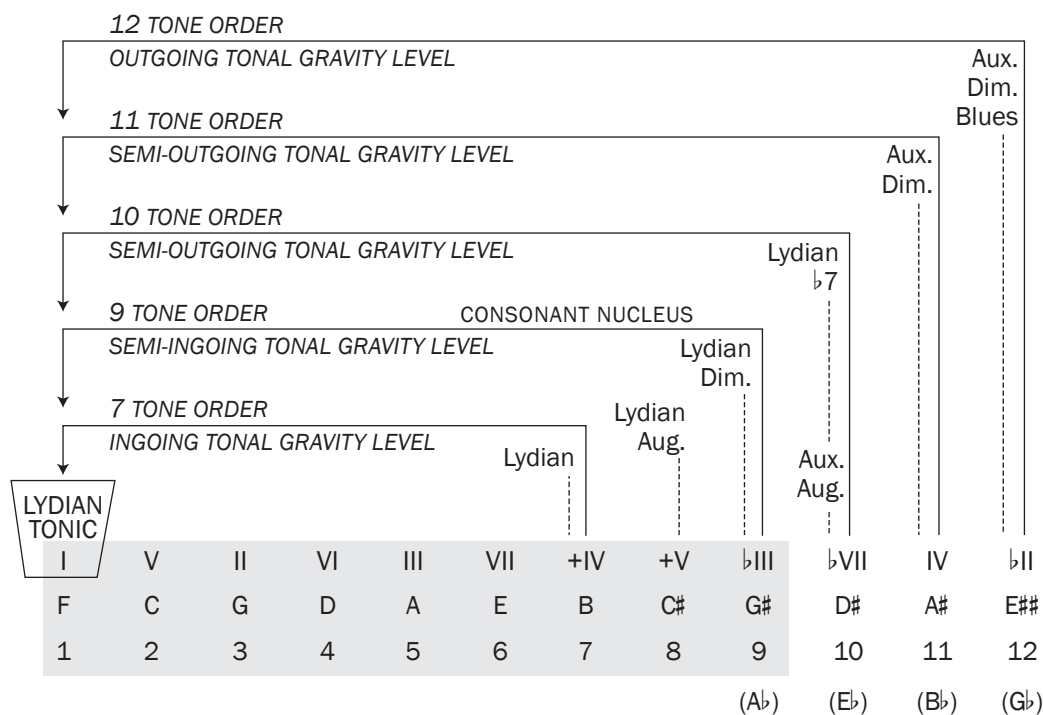 12 TONE ORDER
OUTGOING TONAL GRAVITY LEVEL
Aux.
Dim.
Blues
11 TONE ORDER
SEMI-OUTGOING TONAL GRAVITY LEVEL
Aux.
Dim.
10 TONE ORDER
SEMI-OUTGOING TONAL GRAVITY LEVEL
Lydian
♭7
9 TONE ORDER
CONSONANT NUCLEUS
SEMI-INGOING TONAL GRAVITY LEVEL
Lydian
Dim.
7 TONE ORDER
INGOING TONAL GRAVITY LEVEL
Lydian
Lydian
Aug.
Aux.
Aug.
LYDIAN
TONIC
I V II VI III VII +IV +V ♭III ♭VII IV ♭II
F C G D A E B C♯ G♯ D♯ A♯ E♯♯
1 2 3 4 5 6 7 8 9 10 11 12
(A♭) (E♭) (B♭) (G♭)